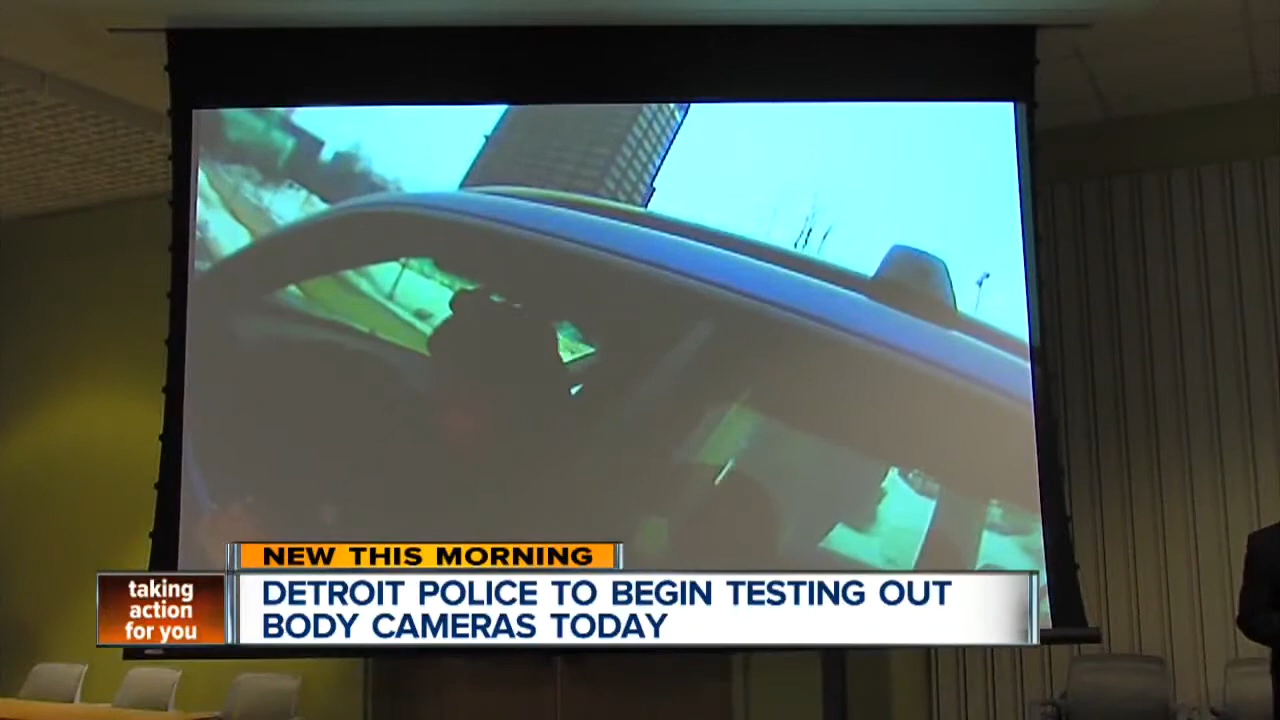 NEW THIS MORNING
taking
action
for you
DETROIT POLICE TO BEGIN TESTING OUT
BODY CAMERAS TODAY